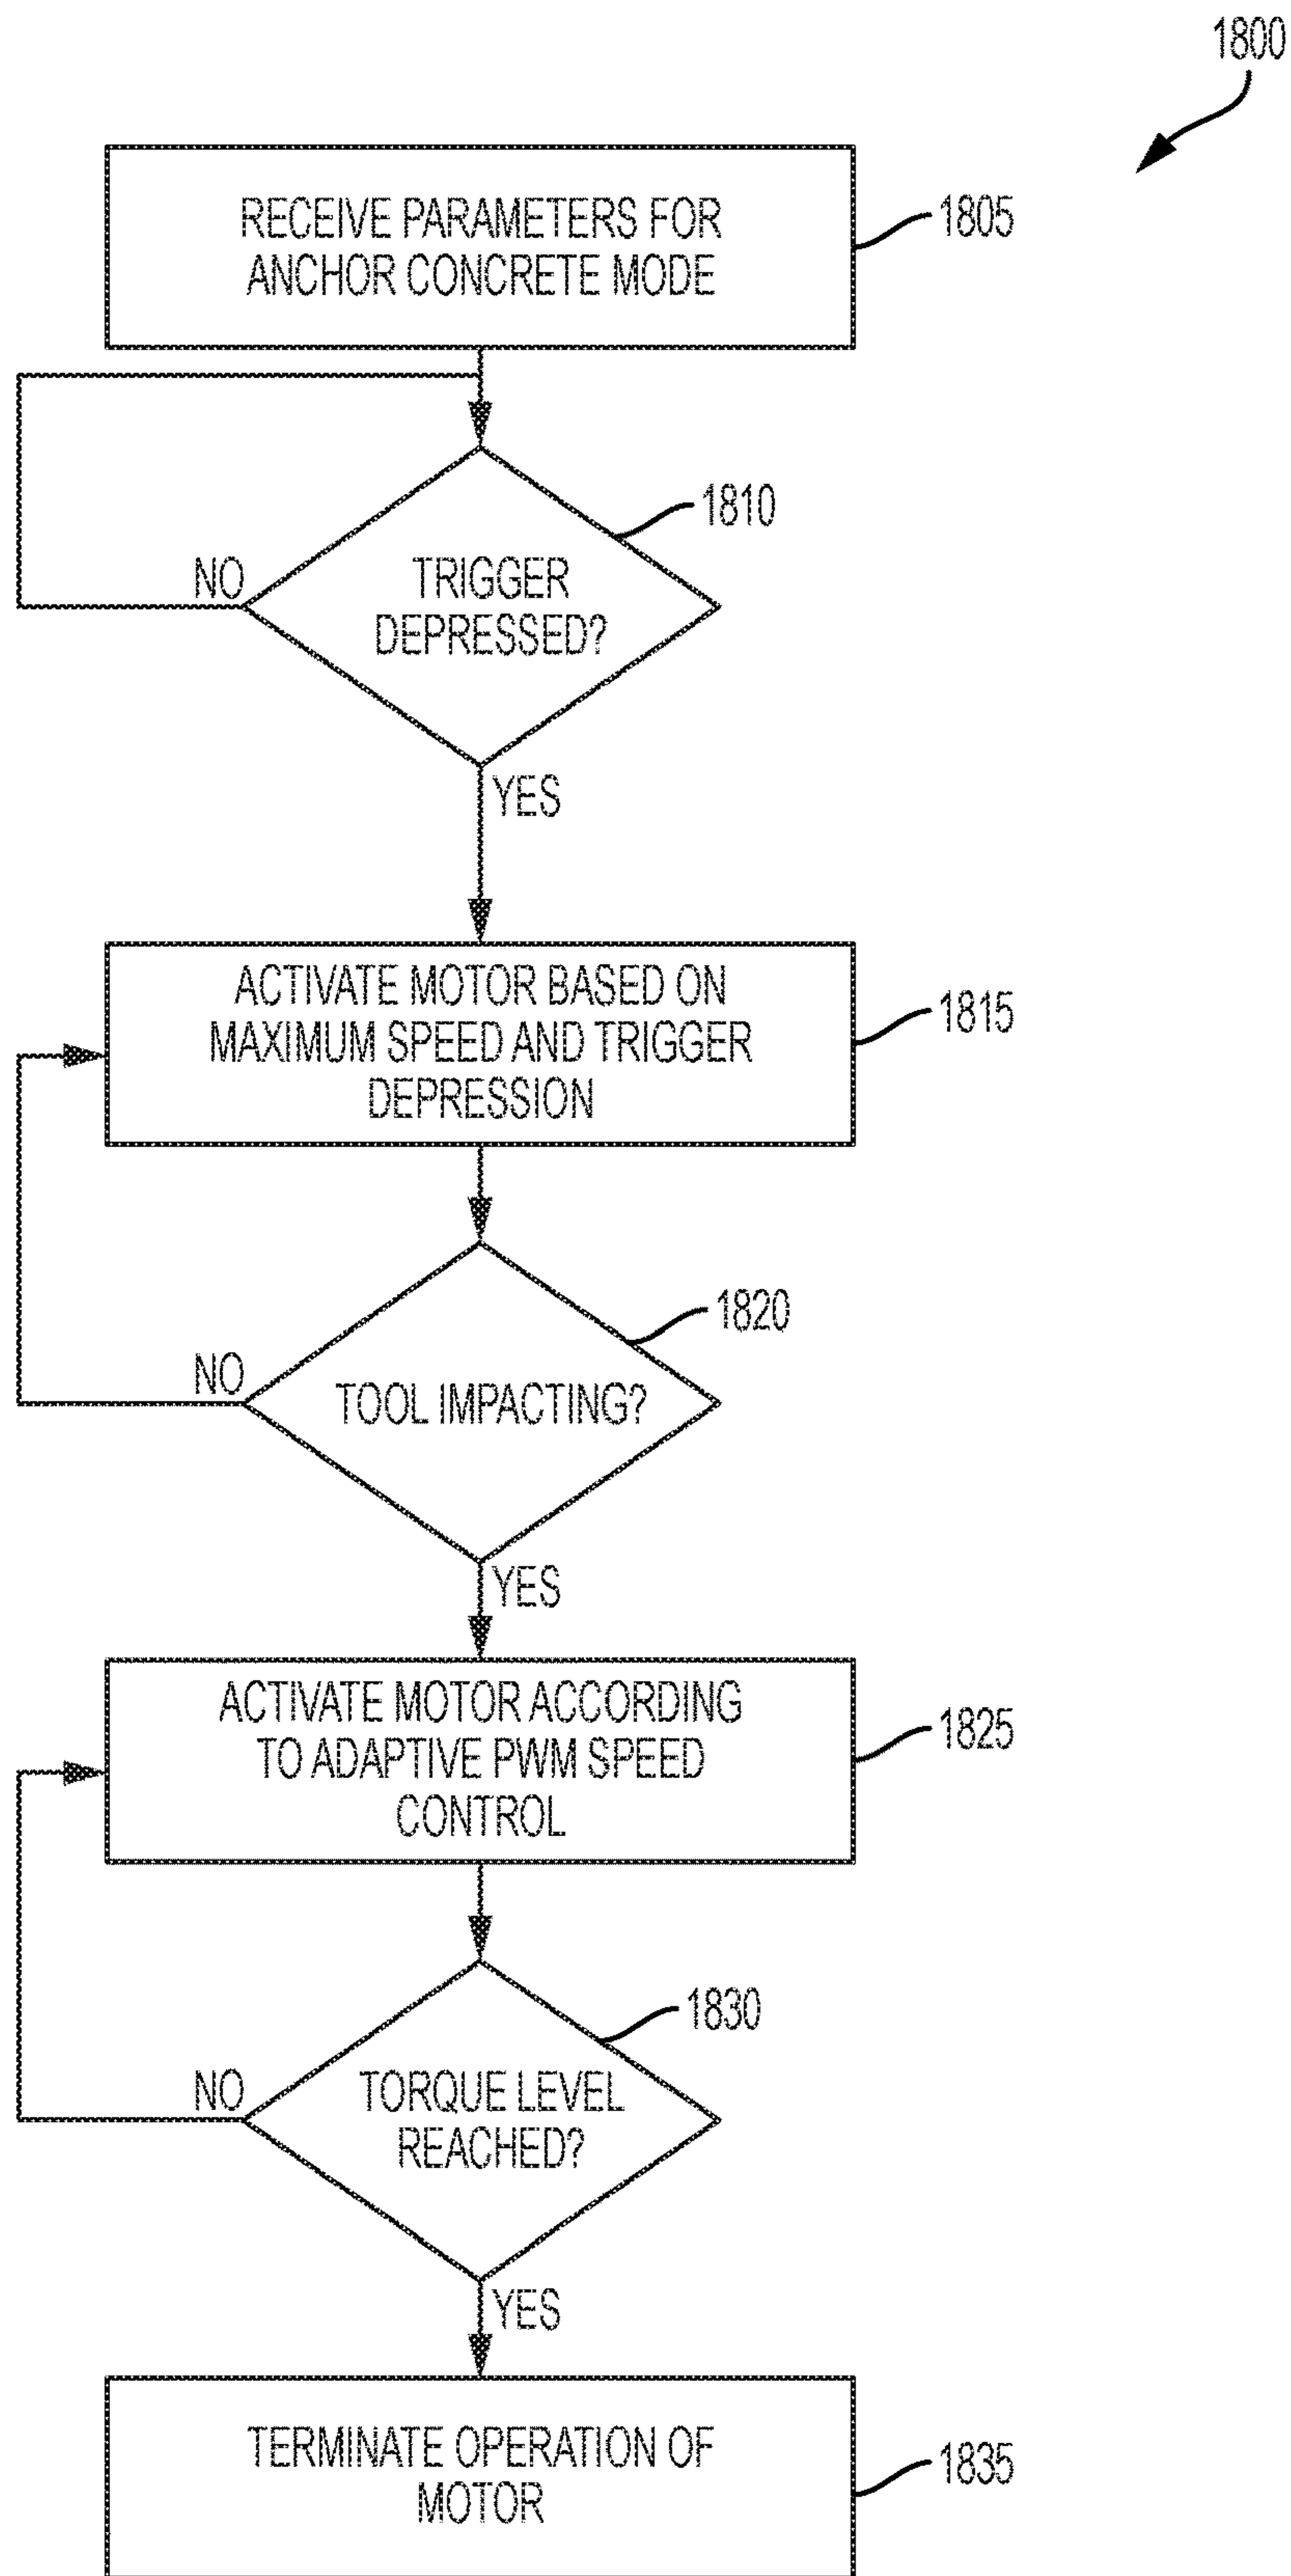 1800
RECEIVE PARAMETERS FOR
ANCHOR CONCRETE MODE
1805
1810
TRIGGER
DEPRESSED?
NO
YES
ACTIVATE MOTOR BASED ON
MAXIMUM SPEED AND TRIGGER
DEPRESSION
1815
1820
TOOL IMPACTING?
NO
YES
ACTIVATE MOTOR ACCORDING
TO ADAPTIVE PWM SPEED
CONTROL
1825
1830
TORQUE LEVEL
REACHED?
NO
YES
TERMINATE OPERATION OF
MOTOR
1835